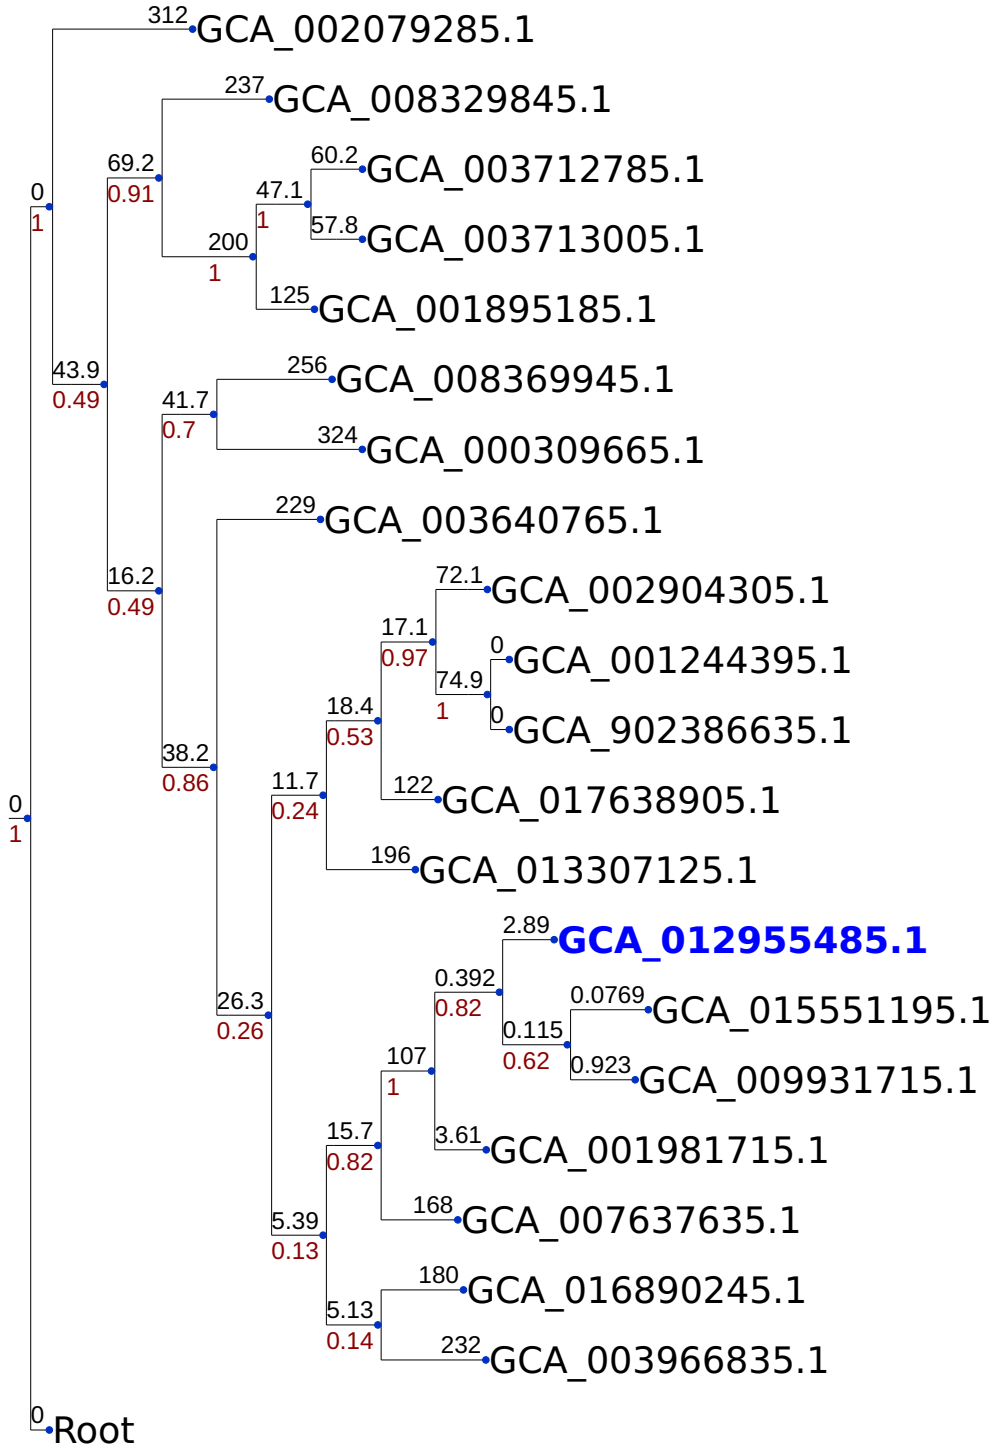 312 GCA_002079285.1
237 GCA_008329845.1
60.2 GCA_003712785.1
69.2
0.91
47.1
1
0
1
57.8 GCA_003713005.1
200
1
125 GCA_001895185.1
256 GCA_008369945.1
43.9
0.49
41.7
0.7
324 GCA_000309665.1
229 GCA_003640765.1
72.1 GCA_002904305.1
16.2
0.49
17.1
0.97
0 GCA_001244395.1
74.9
1
18.4
0.53
0 GCA_902386635.1
38.2
0.86
122 GCA_017638905.1
11.7
0.24
0
1
196 GCA_013307125.1
2.89 GCA_012955485.1
0.392
0.82
0.0769 GCA_015551195.1
26.3
0.26
0.115
0.62
107
1
0.923 GCA_009931715.1
15.7
0.82
3.61 GCA_001981715.1
168 GCA_007637635.1
5.39
0.13
180 GCA_016890245.1
5.13
0.14
232 GCA_003966835.1
0 Root